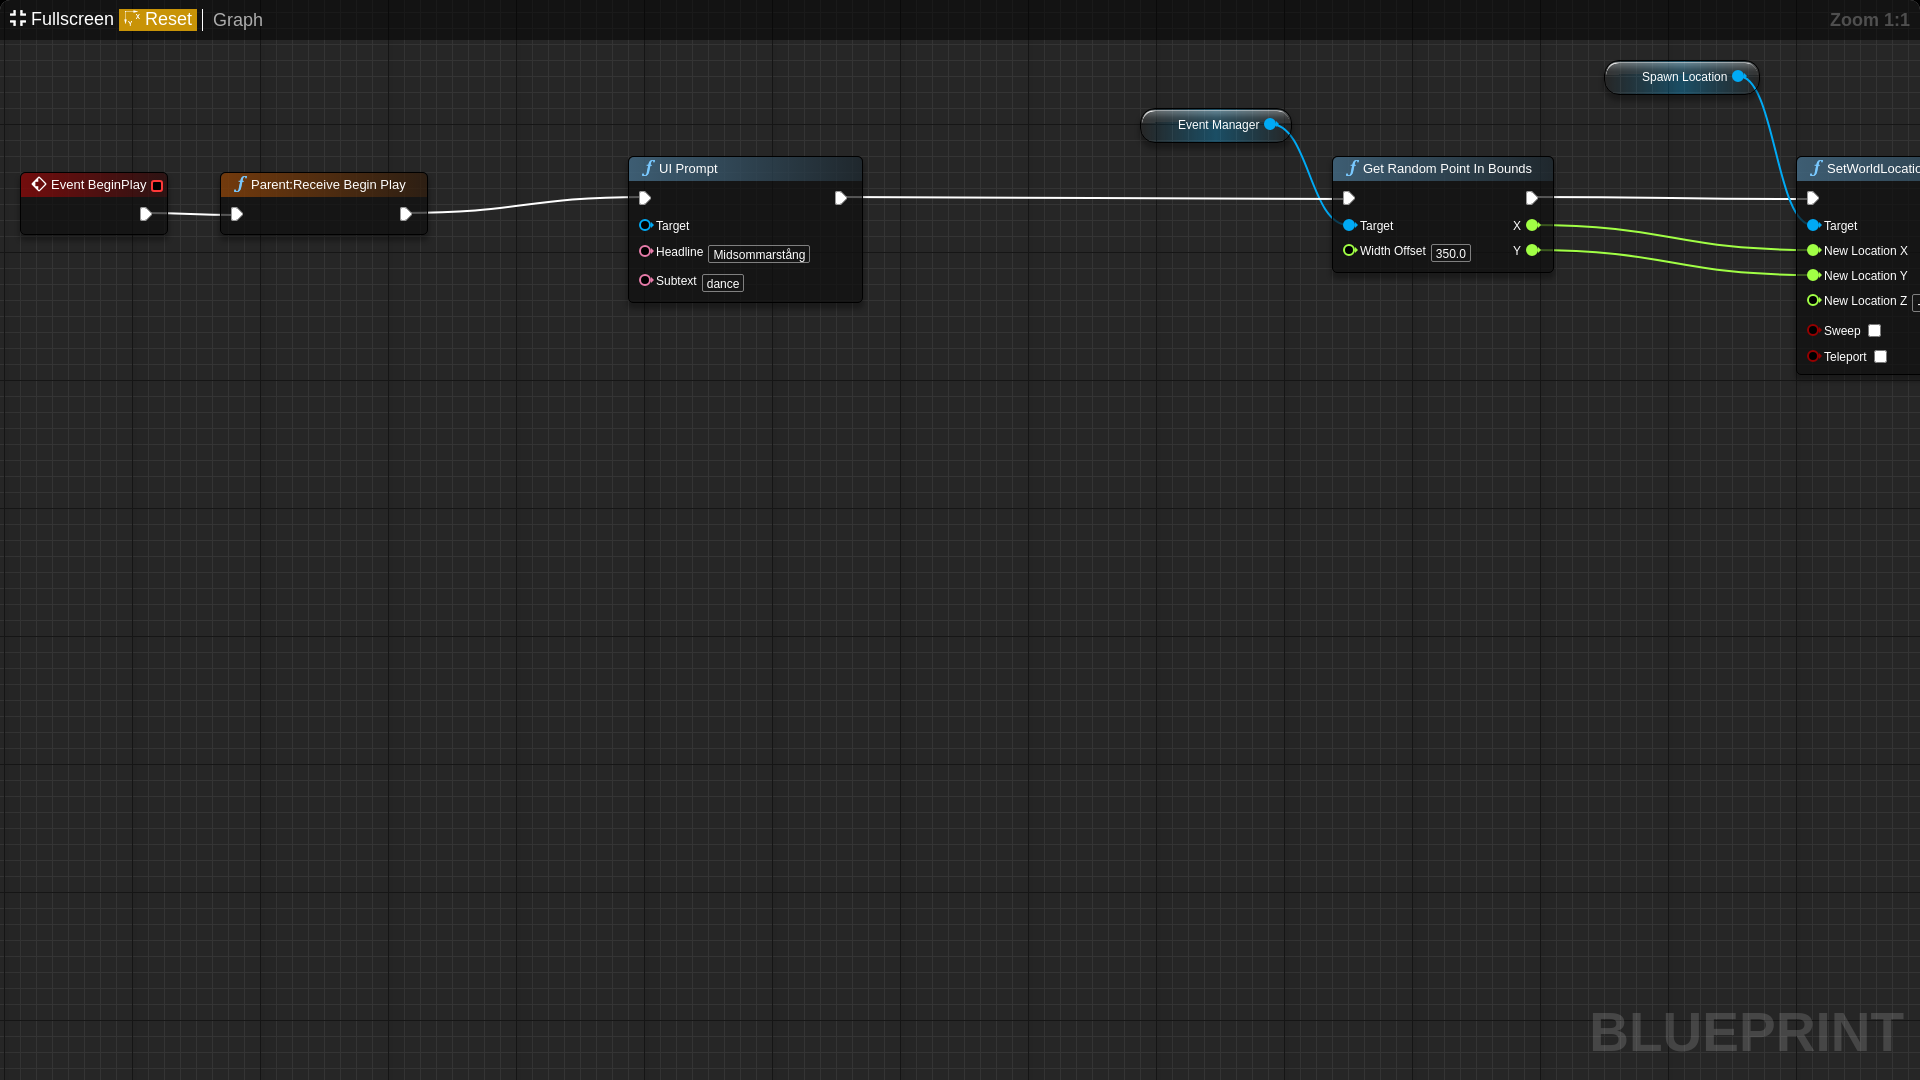 Fullscreen Reset Graph
Zoom 1:1
Spawn Location
Event Manager
Event BeginPlay
Parent:Receive Begin Play
UI Prompt
Target
Headline Midsommarstång
Subtext dance
Get Random Point In Bounds
Target X
Width Offset 350.0 Y
SetWorldLocatio
Target
New Location X
New Location Y
New Location Z
Sweep
Teleport
BLUEPRINT